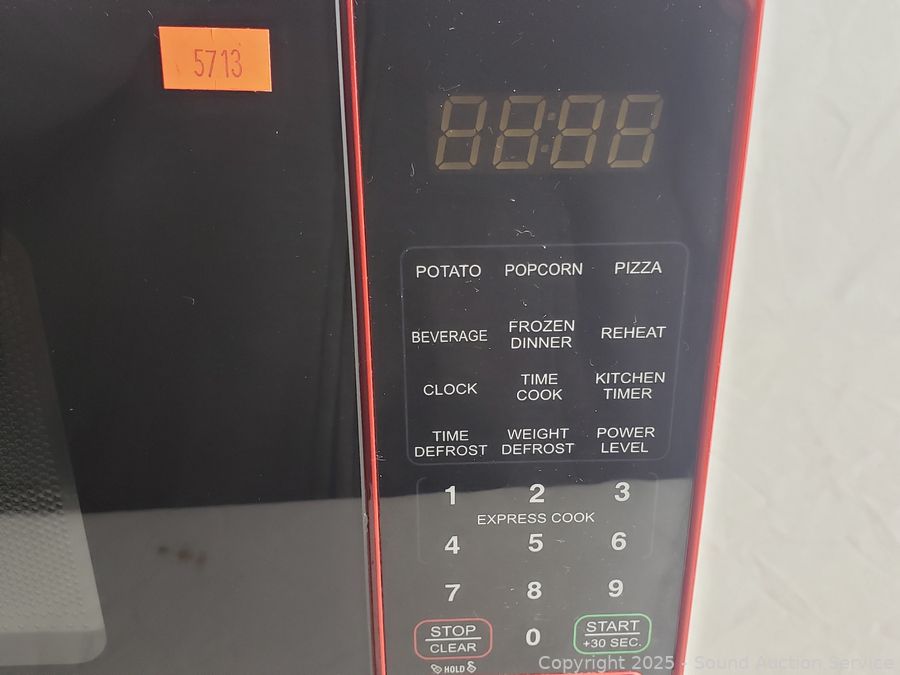 5713
POTATO POPCORN PIZZA
BEVERAGE FROZEN DINNER REHEAT
CLOCK TIME COOK KITCHEN TIMER
TIME DEFROST WEIGHT DEFROST POWER LEVEL
1 2 3
EXPRESS COOK
4 5 6
7 8 9
STOP CLEAR 0 START +30 SEC.
HOLD
Copyright 2025 - Sound Auction Service